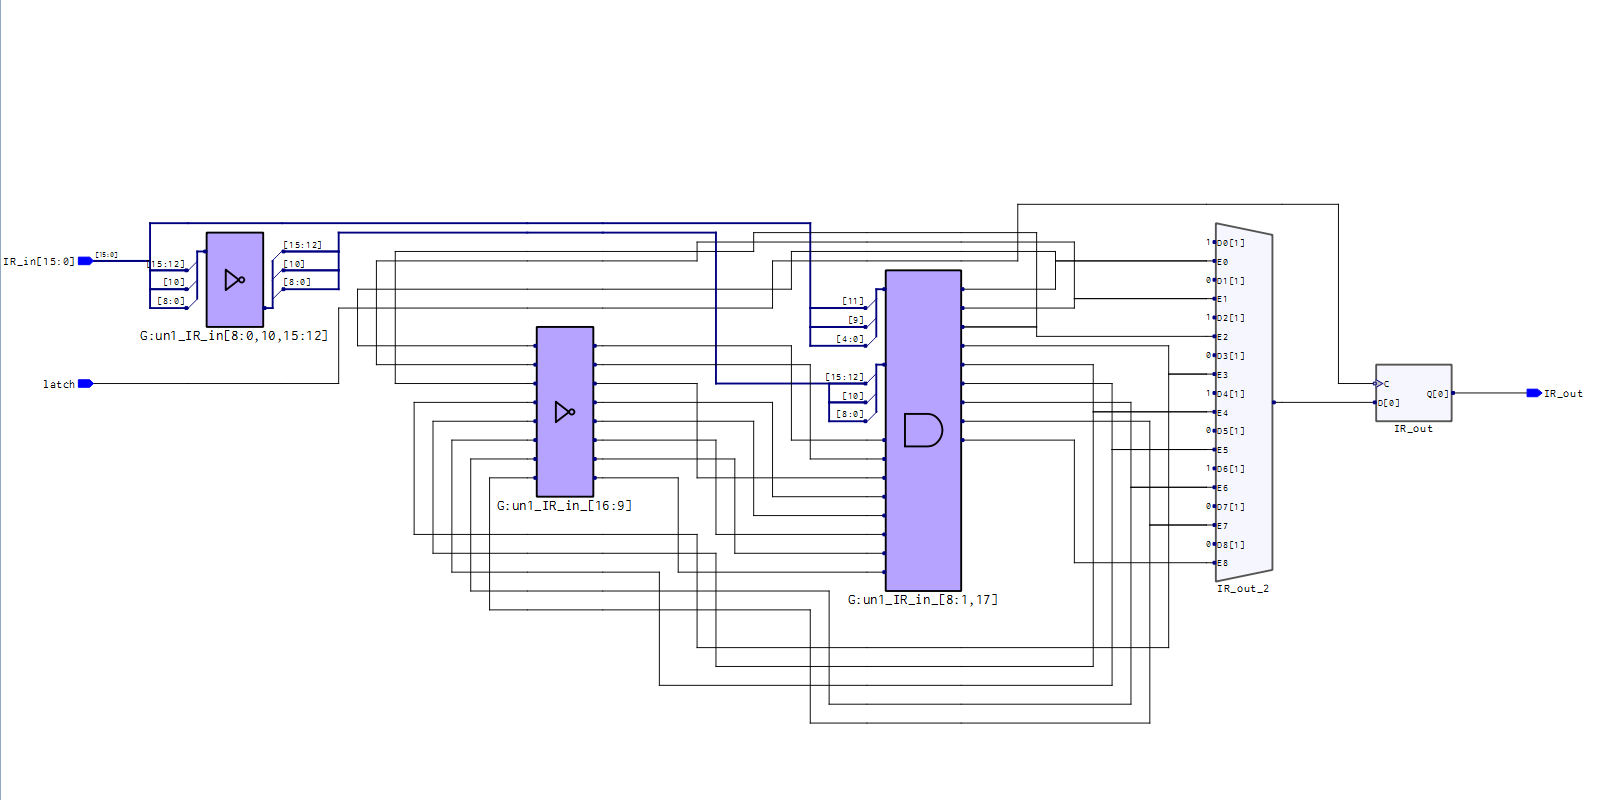 IR_in[15:0]
[15:0]
[15:12]
[10]
[8:0]
[15:12]
[10]
[8:0]
G:un1_IR_in[8:0,10,15:12]
latch
G:un1_IR_in_[16:9]
[11]
[9]
[4:0]
[15:12]
[10]
[8:0]
G:un1_IR_in_[8:1,17]
1 D0[1]
E0
0 D1[1]
E1
1 D2[1]
E2
0 D3[1]
E3
1 D4[1]
E4
0 D5[1]
E5
1 D6[1]
E6
0 D7[1]
E7
0 D8[1]
E8
IR_out_2
C
D[0]
Q[0]
IR_out
IR_out